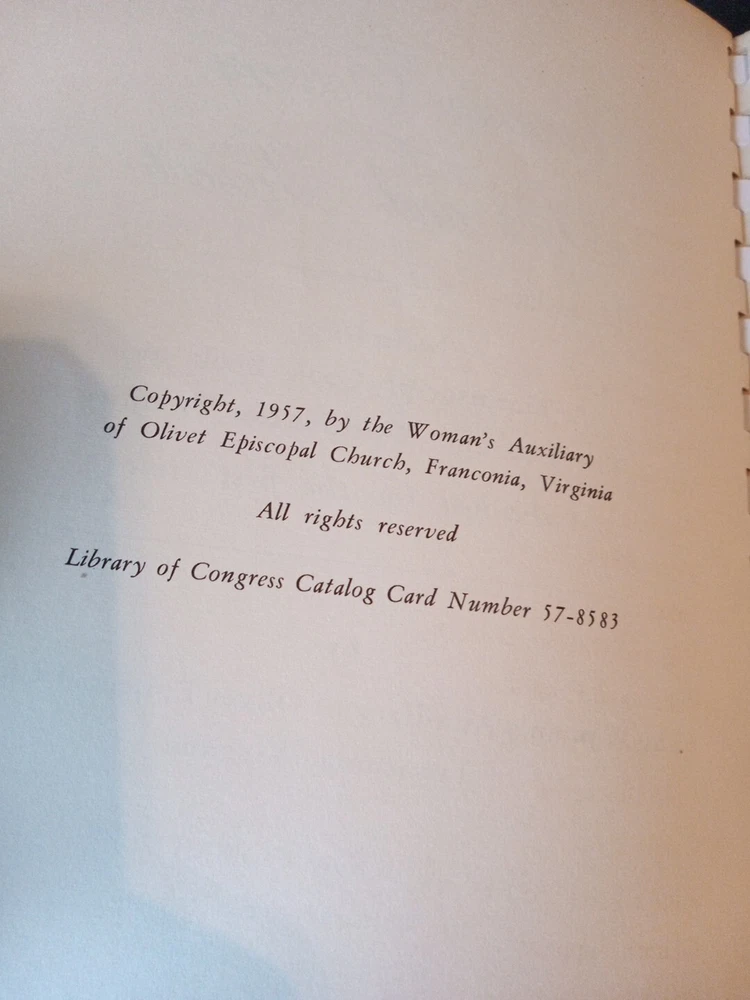 Copyright, 1957, by the Woman's Auxiliary
of Olivet Episcopal Church, Franconia, Virginia
All rights reserved
Library of Congress Catalog Card Number 57-8583